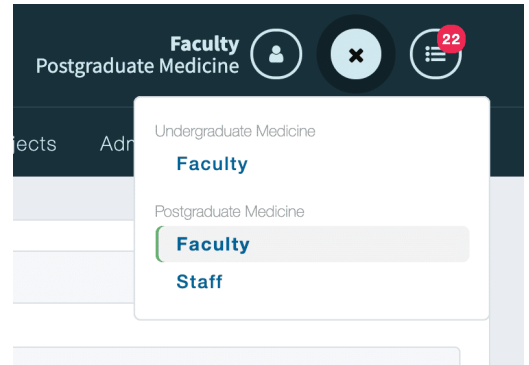 Faculty
Postgraduate Medicine
22
jects Adm
Undergraduate Medicine
Faculty
Postgraduate Medicine
Faculty
Staff